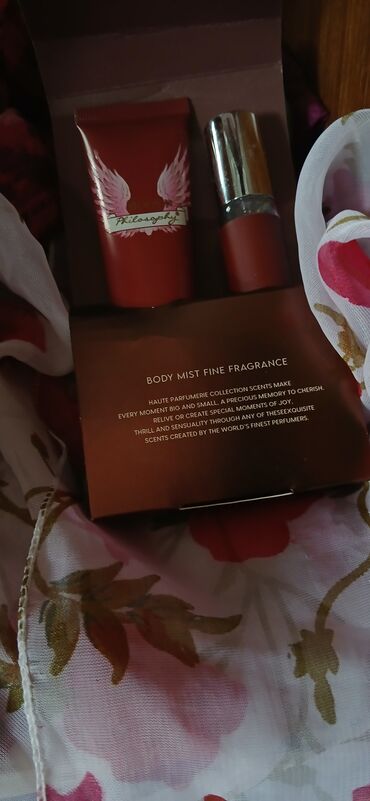 Philosophy
BODY MIST FINE FRAGRANCE
HAUTE PARFUMERIE COLLECTION SCENTS MAKE
EVERY MOMENT BIG AND SMALL, A PRECIOUS MEMORY TO CHERISH.
RELIVE OR CREATE SPECIAL MOMENTS OF JOY,
THRILL AND SENSUALITY THROUGH ANY OF THESEEXQUISITE
SCENTS CREATED BY THE WORLD'S FINEST PERFUMERS.